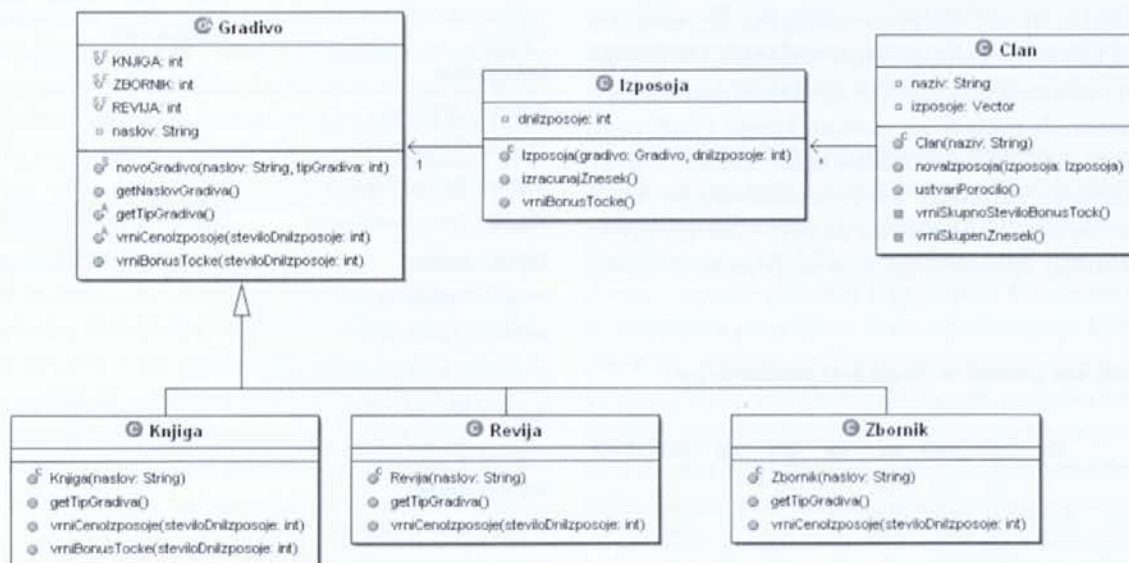 Gradivo
KNJIGA: int
ZBORNIK: int
REVIJA: int
naslov: String
novoGradivo(naslov: String, tipGradiva: int)
getNaslovGradiva()
getTipGradiva()
vrniCenoIzposoje(steviloDniIzposoje: int)
vrniBonusTocke(steviloDniIzposoje: int)
1
Izposoja
dniIzposoje: int
Izposoja(gradivo: Gradivo, dniIzposoje: int)
izracunajZnesek()
vrniBonusTocke()
*
Clan
naziv: String
izposoje: Vector
Clan(naziv: String)
novaIzposoja(izposoja: Izposoja)
ustvariPorocilo()
vrniSkupnoSteviloBonusTock()
vrniSkupenZnesek()
Knjiga
Knjiga(naslov: String)
getTipGradiva()
vrniCenoIzposoje(steviloDniIzposoje: int)
vrniBonusTocke(steviloDniIzposoje: int)
Revija
Revija(naslov: String)
getTipGradiva()
vrniCenoIzposoje(steviloDniIzposoje: int)
Zbornik
Zbornik(naslov: String)
getTipGradiva()
vrniCenoIzposoje(steviloDniIzposoje: int)